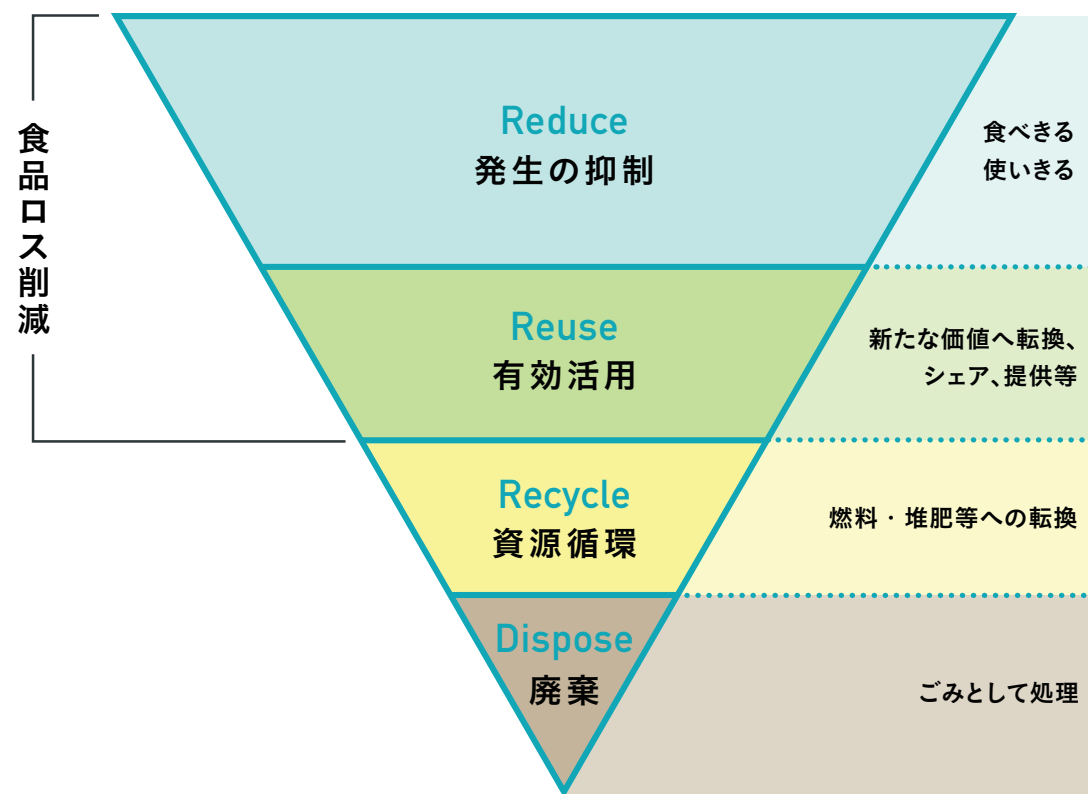 食品ロス削減
Reduce
発生の抑制
食べきる
使いきる
Reuse
有効活用
新たな価値へ転換、
シェア、提供等
Recycle
資源循環
燃料・堆肥等への転換
Dispose
廃棄
ごみとして処理